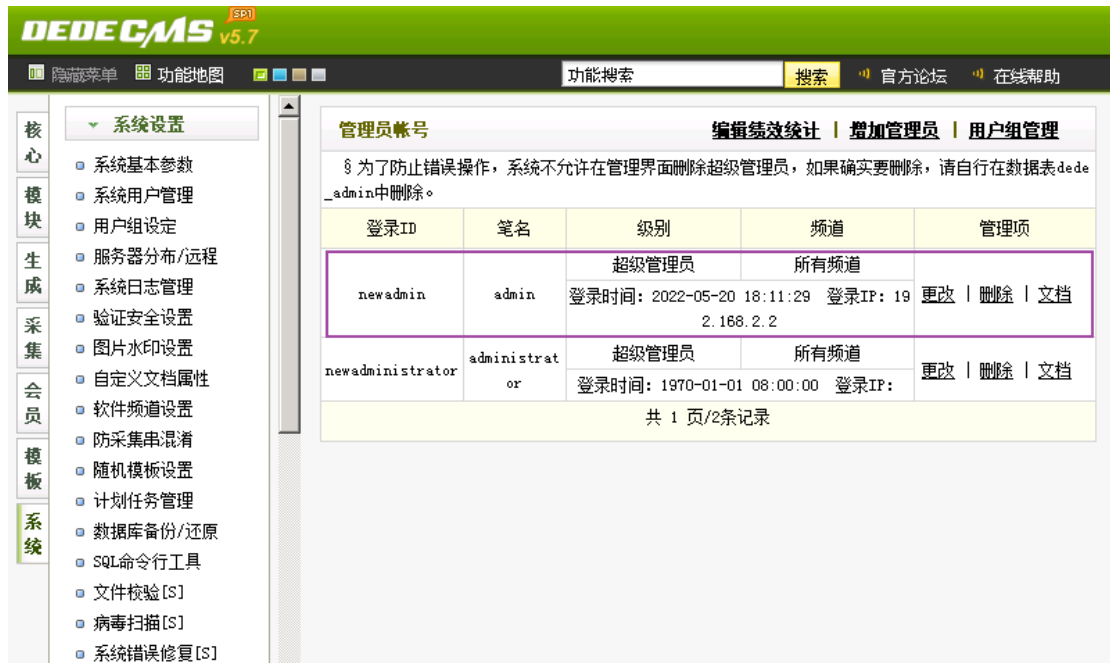 DEDECMS v5.7 SP1
隐藏菜单 功能地图 功能搜索 搜索 官方论坛 在线帮助
核心
模块
生成
采集
会员
模板
系统
系统设置
系统基本参数
系统用户管理
用户组设定
服务器分布/远程
系统日志管理
验证安全设置
图片水印设置
自定义文档属性
软件频道设置
防采集串混淆
随机模板设置
计划任务管理
数据库备份/还原
SQL命令行工具
文件校验[S]
病毒扫描[S]
系统错误修复[S]
管理员帐号 编辑绩效统计 | 增加管理员 | 用户组管理
§为了防止错误操作，系统不允许在管理界面删除超级管理员，如果确实要删除，请自行在数据表dede
_admin中删除。
登录ID 笔名 级别 频道 管理项
newadmin admin 超级管理员 所有频道 更改 | 删除 | 文档
登录时间：2022-05-20 18:11:29 登录IP：19
2.168.2.2
newadministrator administrat
or 超级管理员 所有频道 更改 | 删除 | 文档
登录时间：1970-01-01 08:00:00 登录IP：
共 1 页/2条记录